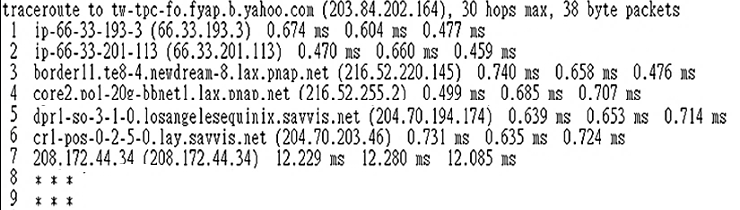 traceroute to tw-tpc-fo.fyap.b.yahoo.com (203.84.202.164), 30 hops max, 38 byte packets
1 ip-66-33-193-3 (66.33.193.3) 0.674 ms 0.604 ms 0.477 ms
2 ip-66-33-201-113 (66.33.201.113) 0.470 ms 0.660 ms 0.459 ms
3 border11.te8-4.newdream-8.lax.pnap.net (216.52.220.145) 0.740 ms 0.658 ms 0.476 ms
4 core2.po1-20g-bbnet1.lax.pnap.net (216.52.255.2) 0.499 ms 0.685 ms 0.707 ms
5 dpr1-so-3-1-0.losangelesequinix.savvis.net (204.70.194.174) 0.639 ms 0.653 ms 0.714 ms
6 cr1-pos-0-2-5-0.lay.savvis.net (204.70.203.46) 0.731 ms 0.635 ms 0.724 ms
7 208.172.44.34 (208.172.44.34) 12.229 ms 12.280 ms 12.085 ms
8 * * *
9 * * *